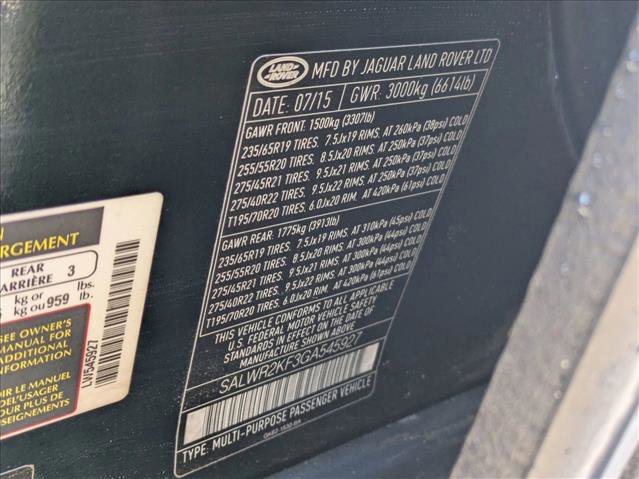 LAND-
ROVER
MFD BY JAGUAR LAND ROVER LTD
DATE: 07/15
GWR: 3000kg (6614lb)
GAWR FRONT: 1500kg (3307lb)
235/65R19 TIRES. 7.5Jx19 RIMS. AT 260kPa (38psi) COLD
255/55R20 TIRES. 8.5Jx20 RIMS. AT 250kPa (37psi) COLD
275/45R21 TIRES. 9.5Jx21 RIMS. AT 250kPa (37psi) COLD
275/40R22 TIRES. 9.5Jx22 RIMS. AT 250kPa (37psi) COLD
T195/70R20 TIRES. 6.0Jx20 RIM. AT 420kPa (61psi) COLD
GAWR REAR: 1775kg (3913lb)
235/65R19 TIRES. 7.5Jx19 RIMS. AT 310kPa (45psi) COLD
255/55R20 TIRES. 8.5Jx20 RIMS. AT 300kPa (44psi) COLD
275/45R21 TIRES. 9.5Jx21 RIMS. AT 300kPa (44psi) COLD
275/40R22 TIRES. 9.5Jx22 RIMS. AT 300kPa (44psi) COLD
T195/70R20 TIRES. 6.0Jx20 RIM. AT 420kPa (61psi) COLD
THIS VEHICLE CONFORMS TO ALL APPLICABLE
U.S. FEDERAL MOTOR VEHICLE SAFETY
STANDARDS IN EFFECT ON THE DATE OF
MANUFACTURE SHOWN ABOVE
SALWR2KF3GA545927
TYPE: MULTI-PURPOSE PASSENGER VEHICLE
ARGEMENT
REAR 3
ARRIÈRE
kg or lbs.
kg ou 959 lb.
SEE OWNER'S
MANUAL FOR
OIR LE MANUEL
DE L'USAGER
LW545927